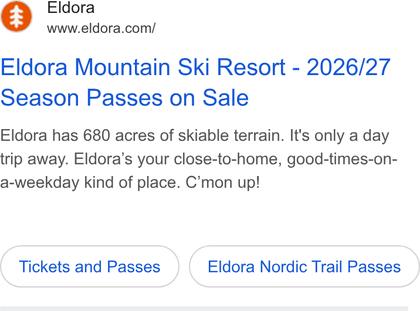 Eldora
www.eldora.com/
Eldora Mountain Ski Resort - 2026/27
Season Passes on Sale
Eldora has 680 acres of skiable terrain. It's only a day
trip away. Eldora’s your close-to-home, good-times-on-
a-weekday kind of place. C’mon up!
Tickets and Passes
Eldora Nordic Trail Passes